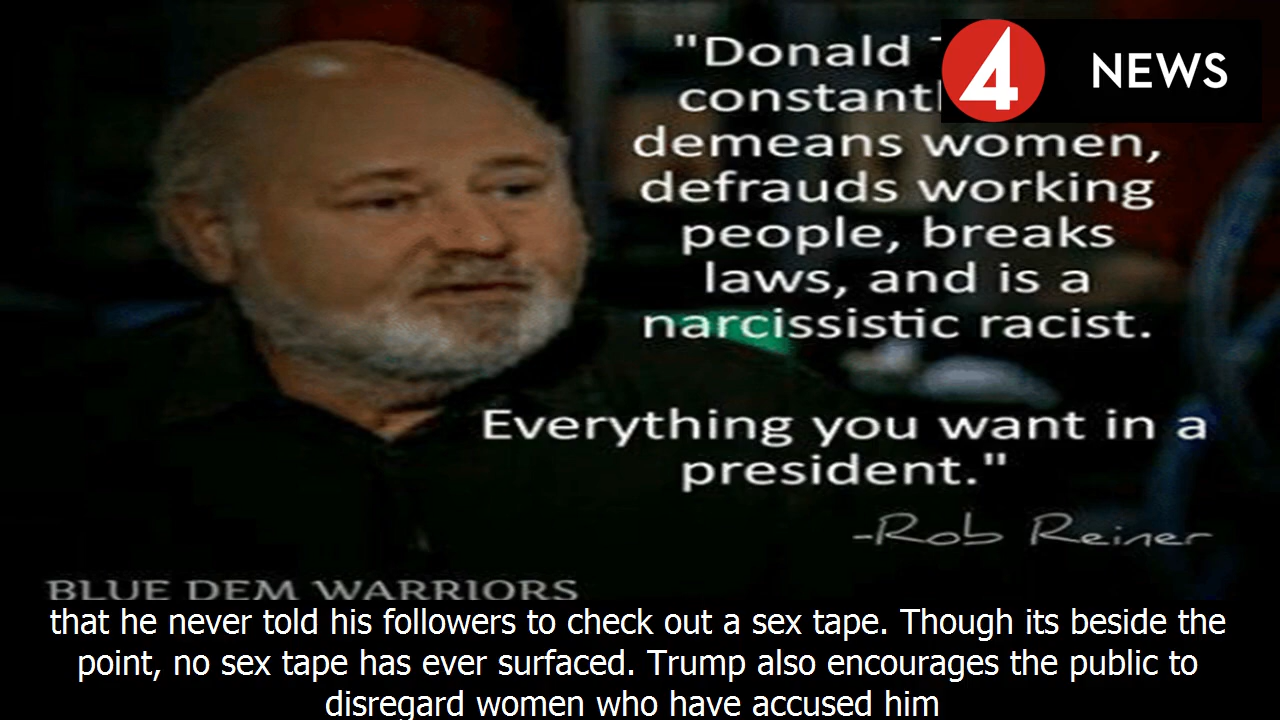 "Donald
4 NEWS
demeans women,
defrauds working
people, breaks
laws, and is a
narcissistic racist.
Everything you want in a
president."
-Rob Reiner
BLUE DEM WARRIORS
that he never told his followers to check out a sex tape. Though its beside the
point, no sex tape has ever surfaced. Trump also encourages the public to
disregard women who have accused him